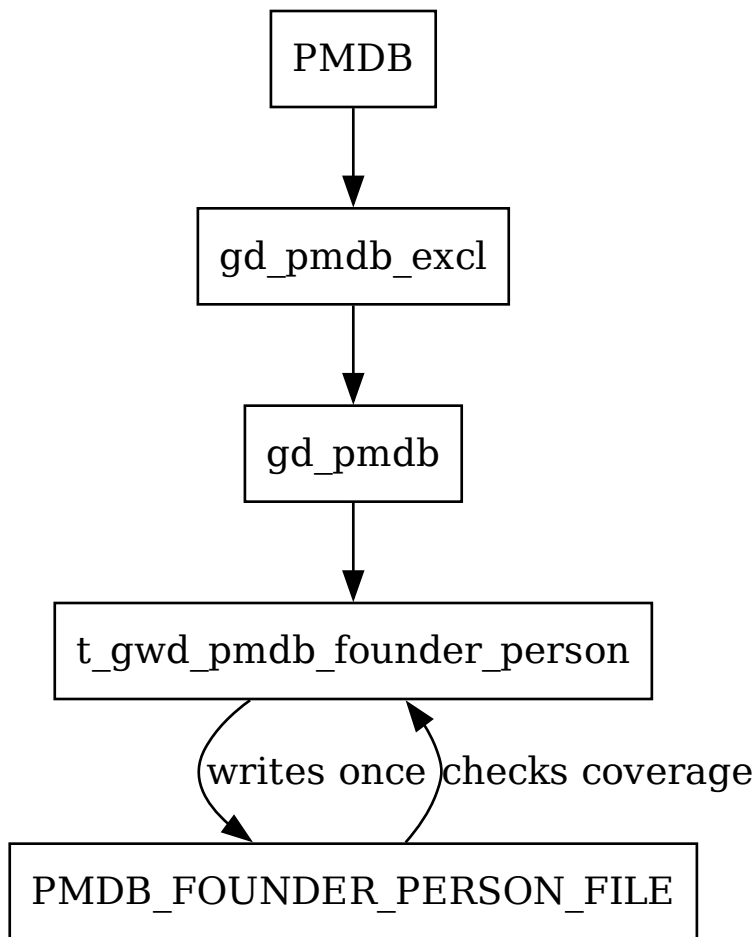 PMDB
gd_pmdb_excl
gd_pmdb
t_gwd_pmdb_founder_person
writes once
checks coverage
PMDB_FOUNDER_PERSON_FILE